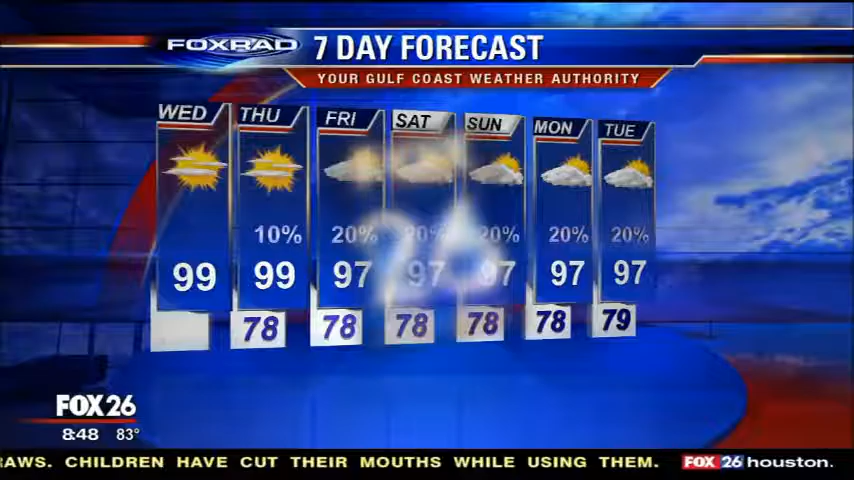 FOXRAD 7 DAY FORECAST
YOUR GULF COAST WEATHER AUTHORITY
WED THU FRI SAT SUN MON TUE
10% 20% 20% 20% 20% 20%
99 99 97 97 97 97 97
78 78 78 78 78 79
FOX 26
8:48 83°
RAWS. CHILDREN HAVE CUT THEIR MOUTHS WHILE USING THEM. FOX 26 houston.